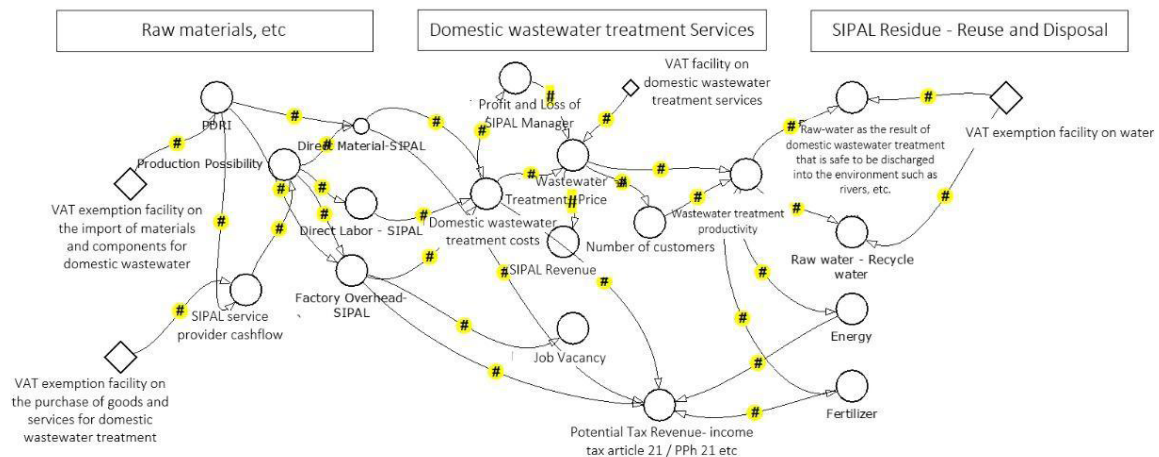 Raw materials, etc
Domestic wastewater treatment Services
SIPAL Residue - Reuse and Disposal
PDRI
#
Direct Material-SIPAL
#
Production Possibility
#
#
VAT exemption facility on
the import of materials
and components for
domestic wastewater
#
#
#
Direct Labor - SIPAL
#
#
#
#
Factory Overhead-
SIPAL
#
SIPAL service
provider cashflow
#
#
VAT exemption facility on
the purchase of goods and
services for domestic
wastewater treatment
Profit and Loss of
SIPAL Manager
#
#
VAT facility on
domestic wastewater
treatment services
#
#
Wastewater
Treatment Price
#
#
#
Domestic wastewater
treatment costs
#
SIPAL Revenue
Number of customers
#
Wastewater treatment
productivity
#
#
#
Job Vacancy
#
#
Potential Tax Revenue- income
tax article 21 / PPh 21 etc
#
#
Raw-water as the result of
domestic wastewater treatment
that is safe to be discharged
into the environment such as
rivers, etc.
VAT exemption facility on water
#
#
Raw water - Recycle
water
#
#
Energy
#
#
Fertilizer
#